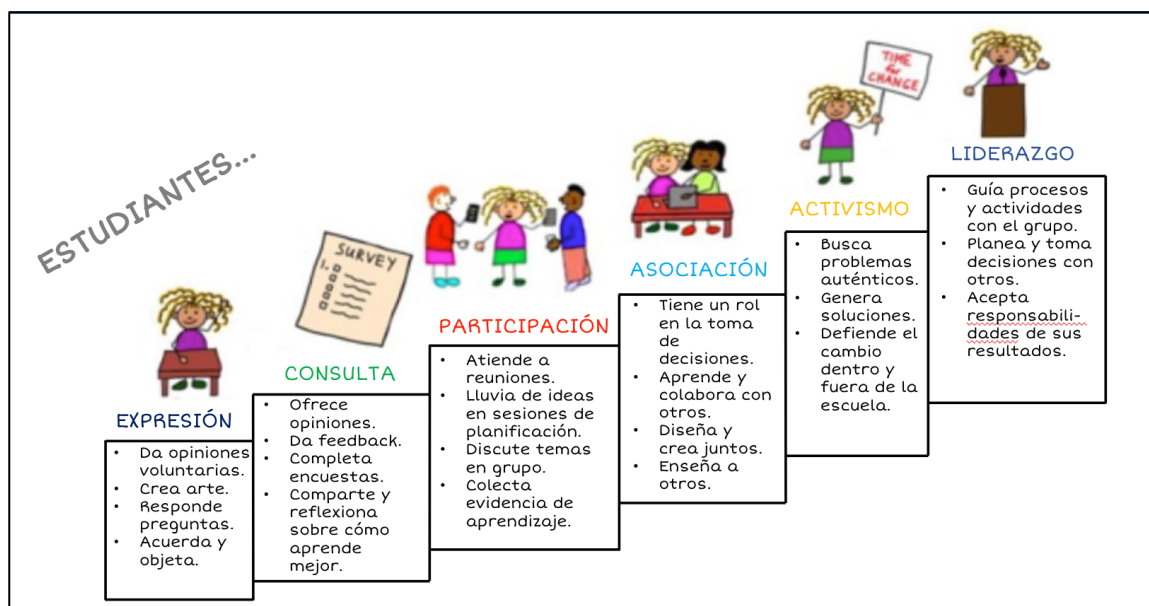 ESTUDIANTES...
EXPRESIÓN
• Da opiniones
voluntarias.
• Crea arte.
• Responde
preguntas.
• Acuerda y
objeta.
SURVEY
1.
CONSULTA
• Ofrece
opiniones.
• Da feedback.
• Completa
encuestas.
• Comparte y
reflexiona
sobre cómo
aprende
mejor.
PARTICIPACIÓN
• Atiende a
reuniones.
• Lluvia de ideas
en sesiones de
planificación.
• Discute temas
en grupo.
• Colecta
evidencia de
aprendizaje.
ASOCIACIÓN
• Tiene un rol
en la toma
de
decisiones.
• Aprende y
colabora con
otros.
• Diseña y
crea juntos.
• Enseña a
otros.
TIME
for
CHANGE
ACTIVISMO
• Busca
problemas
auténticos.
• Genera
soluciones.
• Defiende el
cambio
dentro y
fuera de la
escuela.
LIDERAZGO
• Guía procesos
y actividades
con el grupo.
• Planea y toma
decisiones con
otros.
• Acepta
responsabili-
dades de sus
resultados.